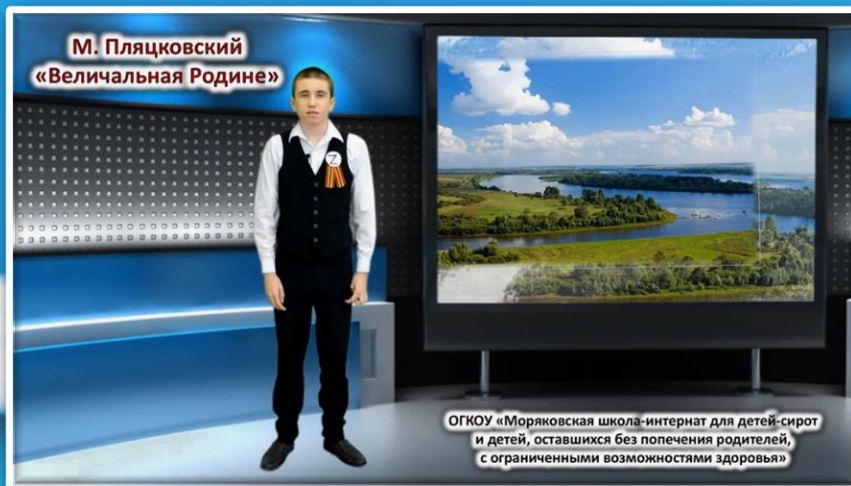 М. Пляцковский
«Величальная Родине»
Z
ОГКОУ «Моряковская школа-интернат для детей-сирот
и детей, оставшихся без попечения родителей,
с ограниченными возможностями здоровья»